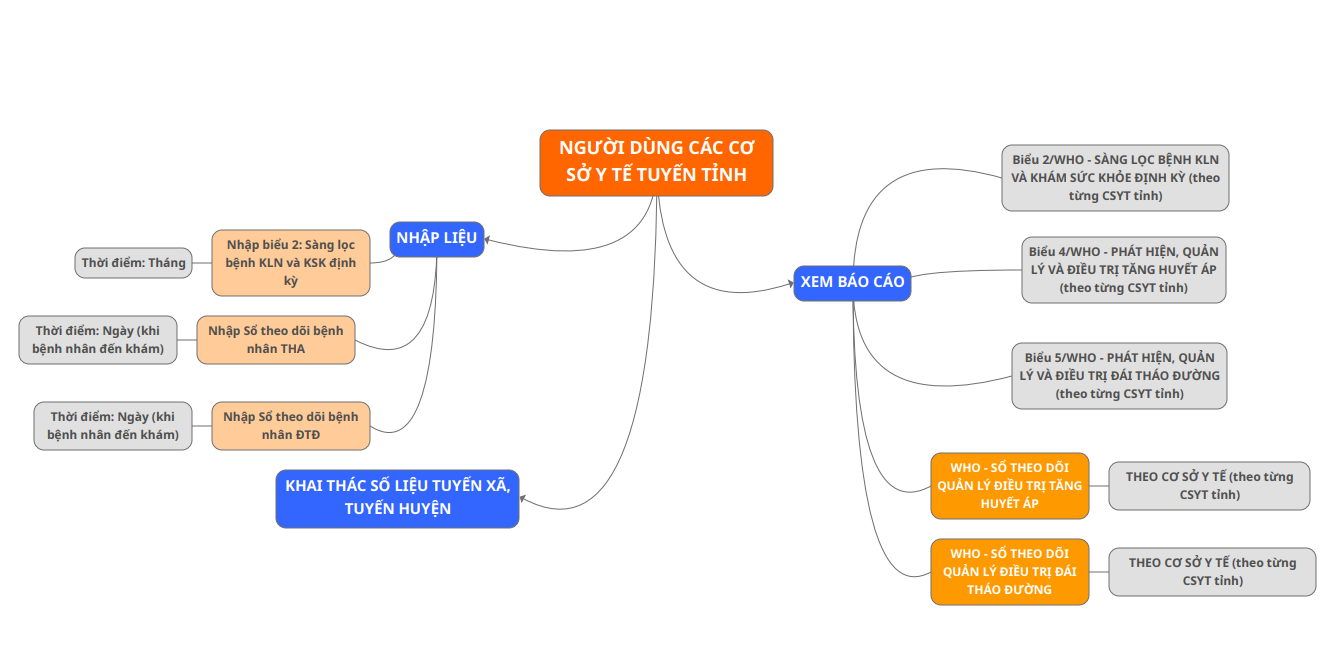 NGƯỜI DÙNG CÁC CƠ
SỞ Y TẾ TUYẾN TỈNH
NHẬP LIỆU
Nhập biểu 2: Sàng lọc
bệnh KLN và KSK định
kỳ
Thời điểm: Tháng
Nhập Sổ theo dõi bệnh
nhân THA
Thời điểm: Ngày (khi
bệnh nhân đến khám)
Nhập Sổ theo dõi bệnh
nhân ĐTĐ
Thời điểm: Ngày (khi
bệnh nhân đến khám)
KHAI THÁC SỐ LIỆU TUYẾN XÃ,
TUYẾN HUYỆN
XEM BÁO CÁO
Biểu 2/WHO - SÀNG LỌC BỆNH KLN
VÀ KHÁM SỨC KHỎE ĐỊNH KỲ (theo
từng CSYT tỉnh)
Biểu 4/WHO - PHÁT HIỆN, QUẢN
LÝ VÀ ĐIỀU TRỊ TĂNG HUYẾT ÁP
(theo từng CSYT tỉnh)
Biểu 5/WHO - PHÁT HIỆN, QUẢN
LÝ VÀ ĐIỀU TRỊ ĐÁI THÁO ĐƯỜNG
(theo từng CSYT tỉnh)
WHO - SỔ THEO DÕI
QUẢN LÝ ĐIỀU TRỊ TĂNG
HUYẾT ÁP
THEO CƠ SỞ Y TẾ (theo từng
CSYT tỉnh)
WHO - SỔ THEO DÕI
QUẢN LÝ ĐIỀU TRỊ ĐÁI
THÁO ĐƯỜNG
THEO CƠ SỞ Y TẾ (theo từng
CSYT tỉnh)